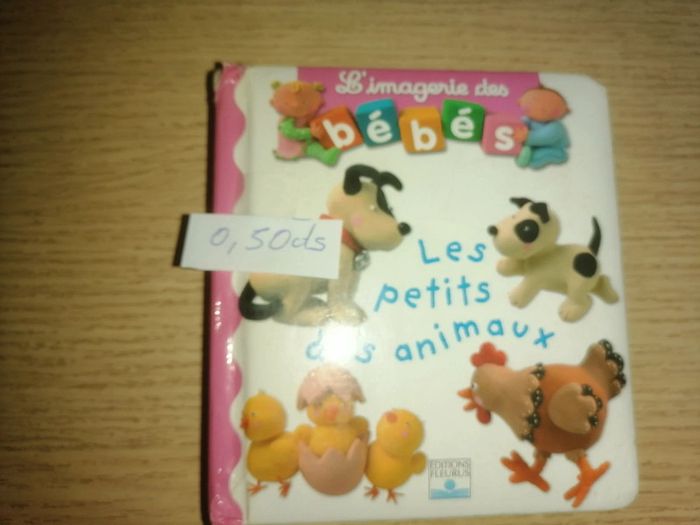 L'imagerie des
bébés
0,50cts
Les
petits
des animaux
EDITIONS
FLEURUS